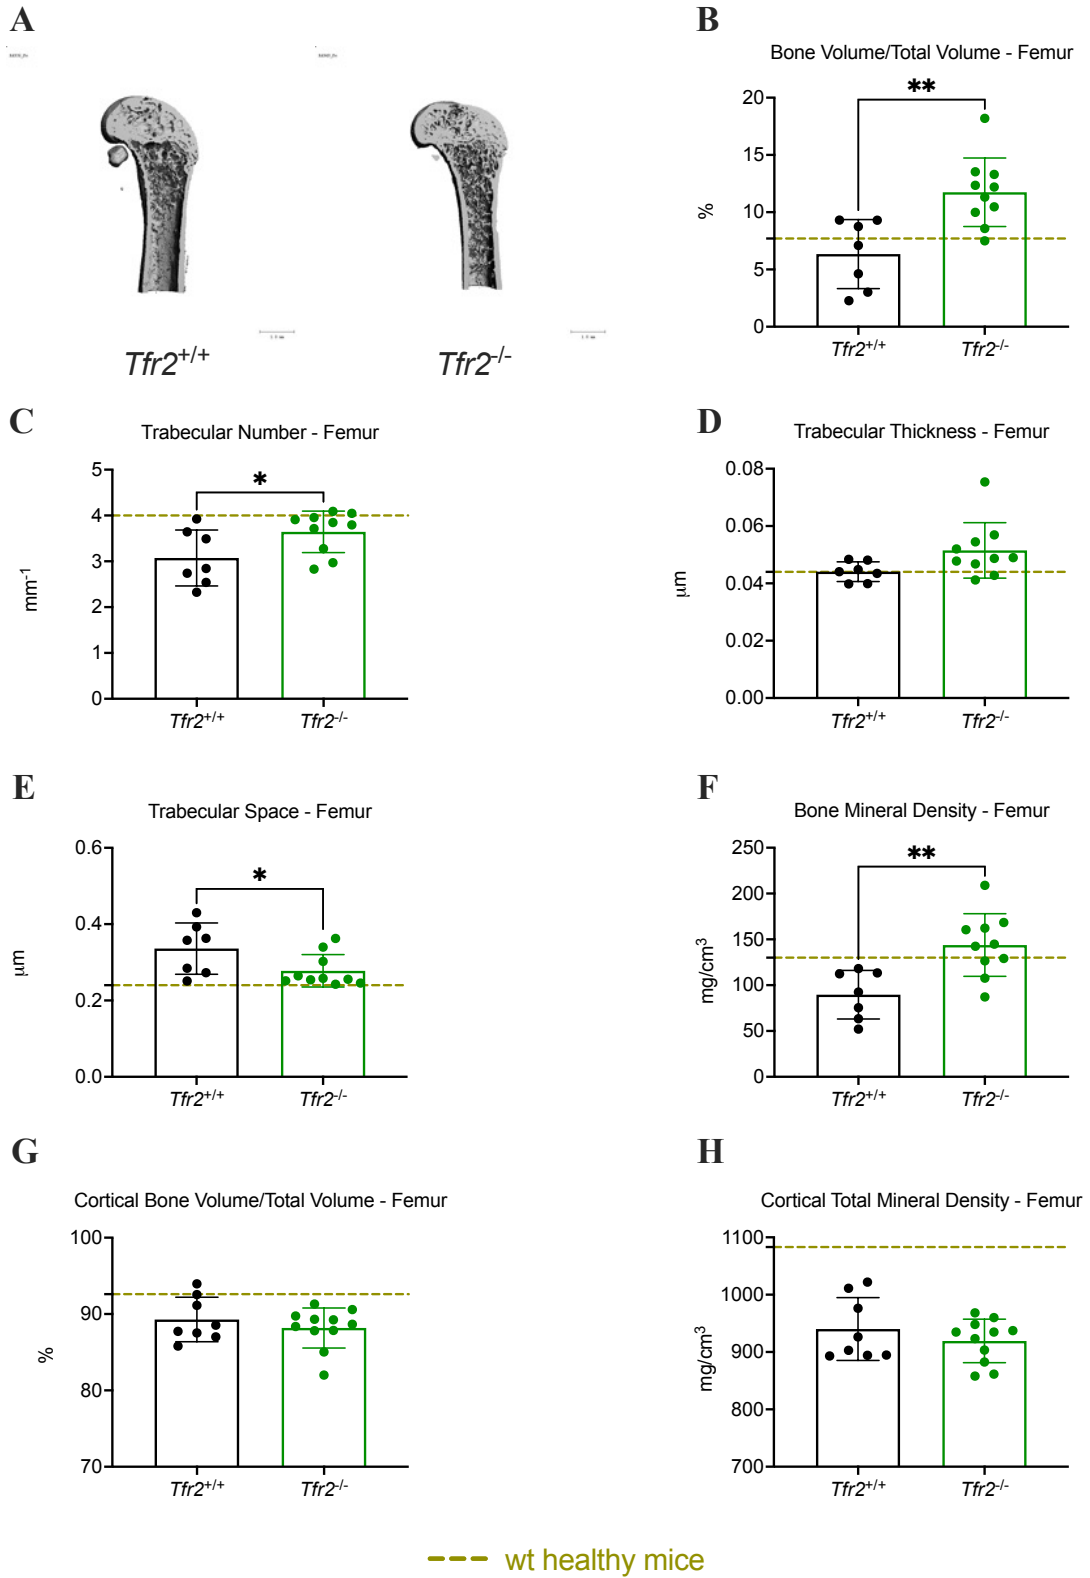 A
Tfr2+/+
Tfr2-/-
B
Bone Volume/Total Volume - Femur
**
20
15
10
5
0
%
Tfr2+/+
Tfr2-/-
C
Trabecular Number - Femur
*
5
4
3
2
1
0
mm-1
Tfr2+/+
Tfr2-/-
D
Trabecular Thickness - Femur
0.08
0.06
0.04
0.02
0.00
μm
Tfr2+/+
Tfr2-/-
E
Trabecular Space - Femur
*
0.6
0.4
0.2
0.0
μm
Tfr2+/+
Tfr2-/-
F
Bone Mineral Density - Femur
**
250
200
150
100
50
0
mg/cm3
Tfr2+/+
Tfr2-/-
G
Cortical Bone Volume/Total Volume - Femur
100
90
80
70
%
Tfr2+/+
Tfr2-/-
H
Cortical Total Mineral Density - Femur
1100
1000
900
800
700
mg/cm3
Tfr2+/+
Tfr2-/-
wt healthy mice